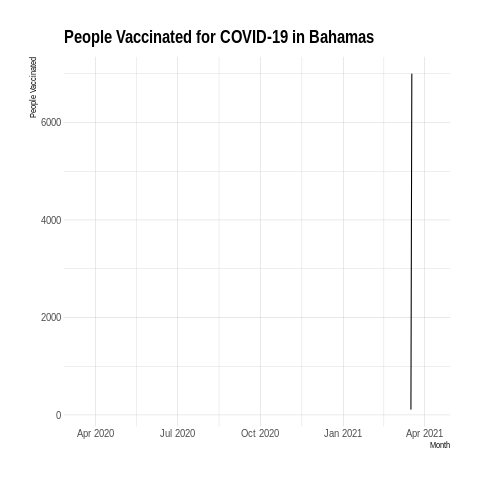 People Vaccinated for COVID-19 in Bahamas
People Vaccinated
6000
4000
2000
0
Apr 2020 Jul 2020 Oct 2020 Jan 2021 Apr 2021
Month